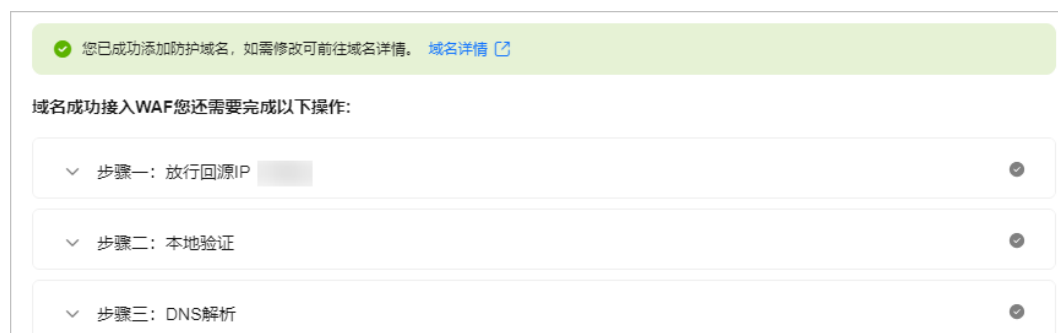 您已成功添加防护域名，如需修改可前往域名详情。 域名详情
域名成功接入WAF您还需要完成以下操作：
步骤一：放行回源IP
步骤二：本地验证
步骤三：DNS解析